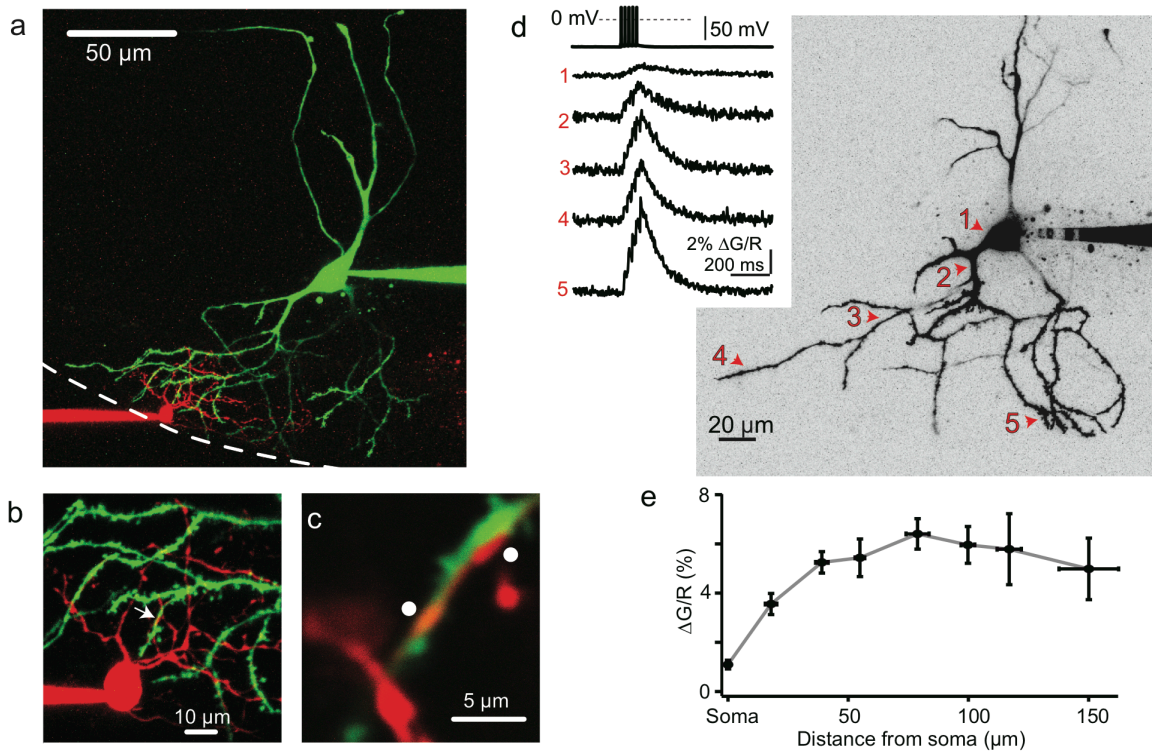 a
50 µm
b
10 µm
c
5 µm
d
0 mV
50 mV
1
2
3
4
5
2% ΔG/R
200 ms
1
2
3
4
5
20 µm
e
8
4
0
ΔG/R (%)
Soma
50
100
150
Distance from soma (µm)